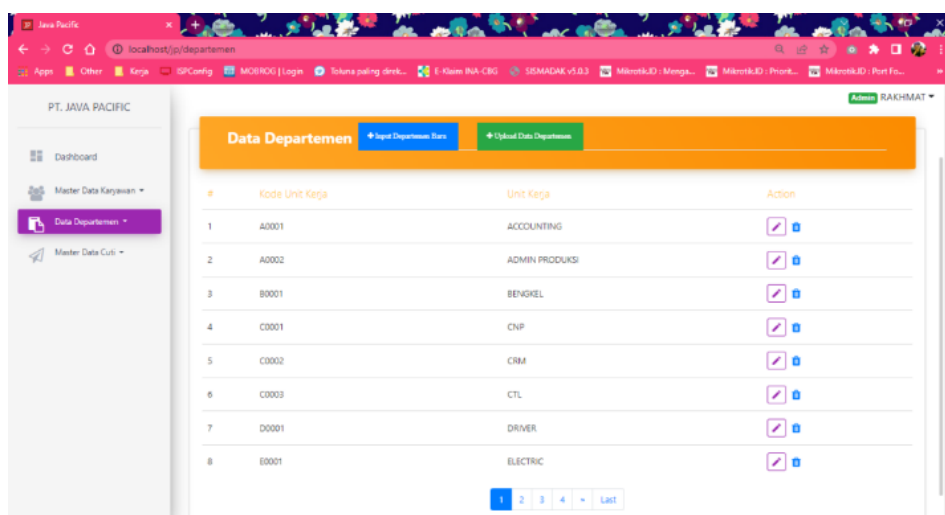 Java Pacific
localhost/jp/departemen
Apps Other Kerja ISPConfig MOEROG | Login Toluna paling direk... E-Klaim INA-CBG SISMADAK v5.0.3 MikrotikID : Menga... MikrotikID : Priorit... MikrotikID : Port Fo...
PT. JAVA PACIFIC
Admin RAKHMAT
Dashboard
Master Data Karyawan
Data Departemen
Master Data Cuti
Data Departemen + Input Departemen Baru + Upload Data Departemen
# Kode Unit Kerja Unit Kerja Action
1 A0001 ACCOUNTING
2 A0002 ADMIN PRODUKSI
3 B0001 BENGKEL
4 C0001 CNP
5 C0002 CRM
6 C0003 CTL
7 D0001 DRIVER
8 E0001 ELECTRIC
1 2 3 4 » Last